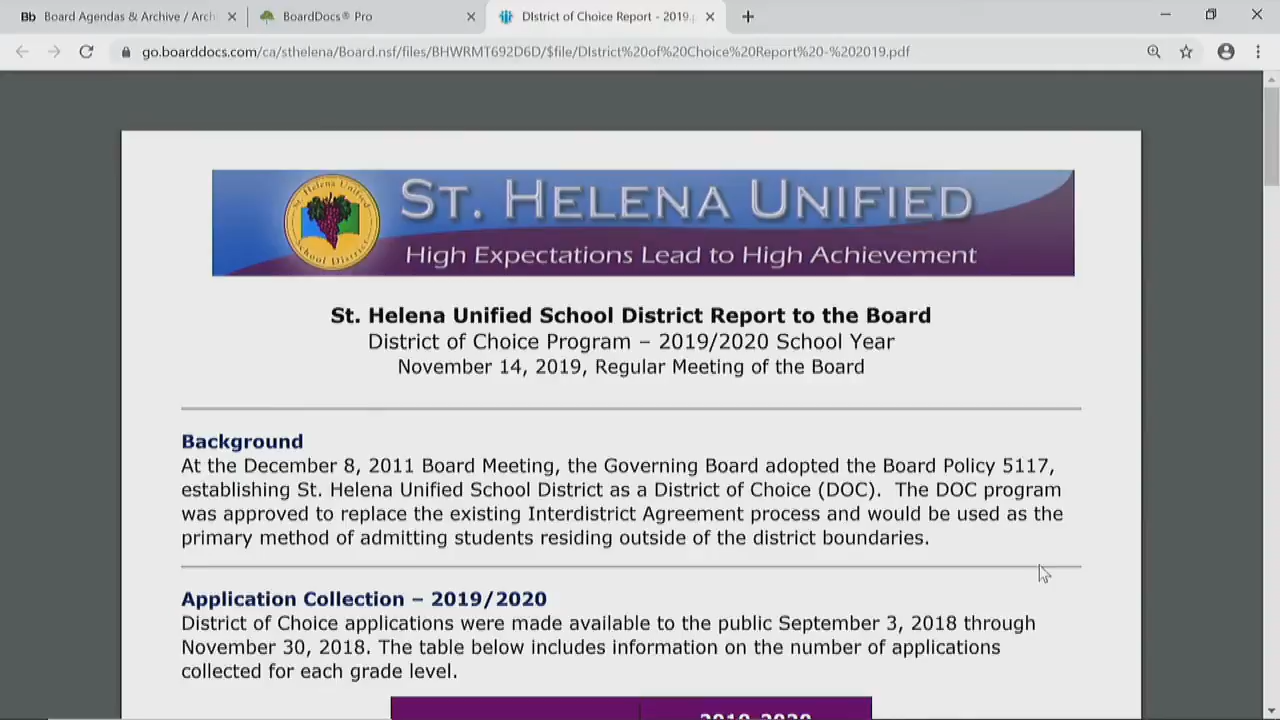 Bb Board Agendas & Archive / Arch
BoardDocs® Pro
DIstrict of Choice Report - 2019.p
go.boarddocs.com/ca/sthelena/Board.nsf/files/BHWRMT692D6D/$file/DIstrict%20of%20Choice%20Report%20-%202019.pdf
St. Helena Unified
School District
ST. HELENA UNIFIED
High Expectations Lead to High Achievement
St. Helena Unified School District Report to the Board
District of Choice Program – 2019/2020 School Year
November 14, 2019, Regular Meeting of the Board
Background
At the December 8, 2011 Board Meeting, the Governing Board adopted the Board Policy 5117,
establishing St. Helena Unified School District as a District of Choice (DOC).  The DOC program
was approved to replace the existing Interdistrict Agreement process and would be used as the
primary method of admitting students residing outside of the district boundaries.
Application Collection – 2019/2020
District of Choice applications were made available to the public September 3, 2018 through
November 30, 2018. The table below includes information on the number of applications
collected for each grade level.